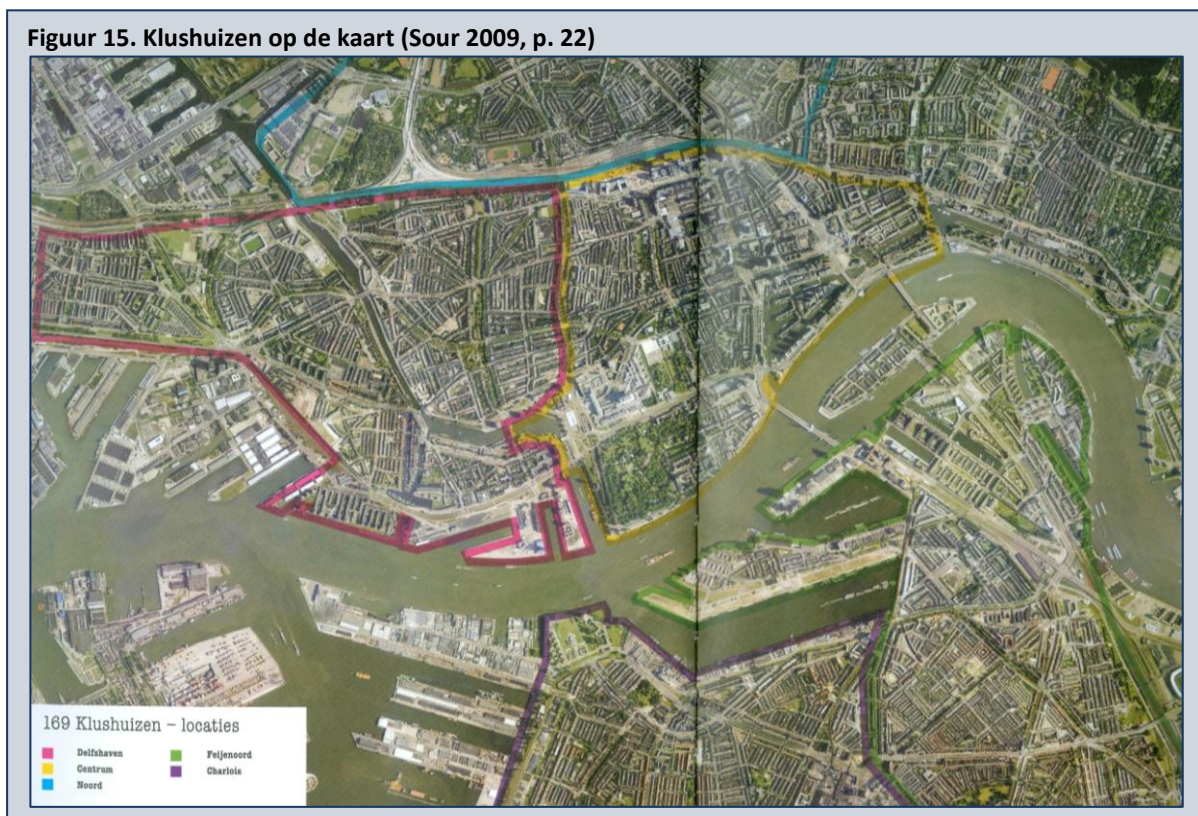 Figuur 15. Klushuizen op de kaart (Sour 2009, p. 22)
169 Klushuizen – locaties
Delfshaven
Centrum
Noord
Feijenoord
Charlois